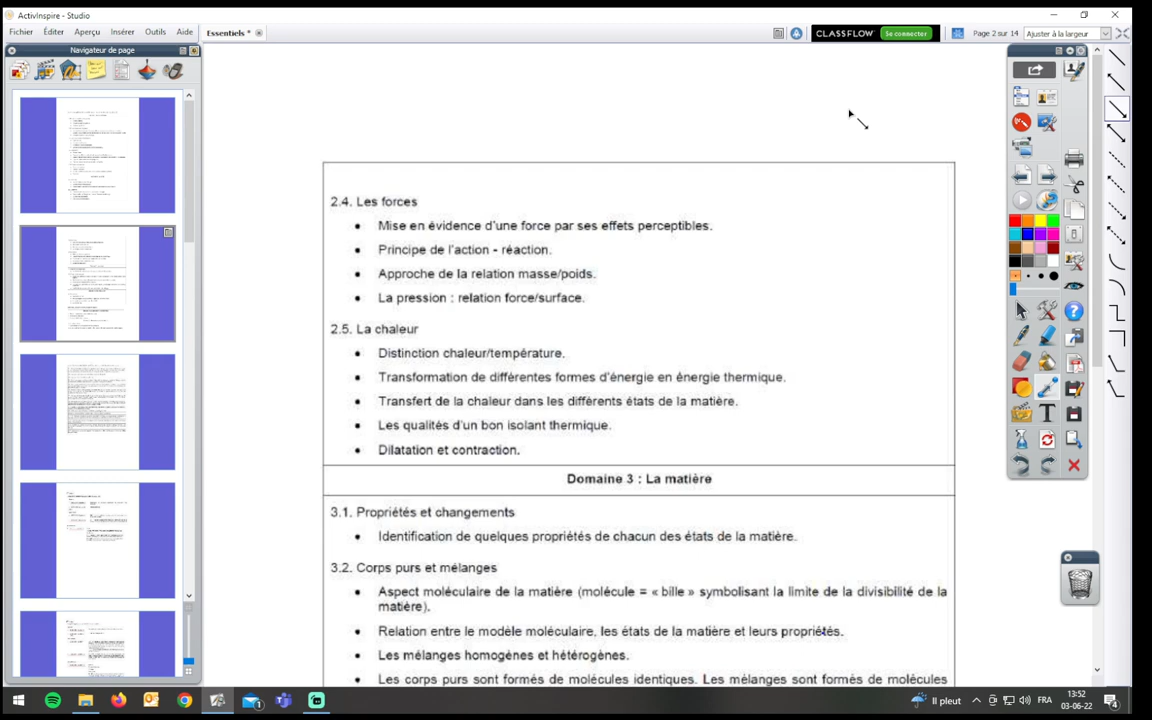 ActivInspire - Studio
Fichier Éditer Aperçu Insérer Outils Aide
Essentiels *
CLASSFLOW Se connecter
Page 2 sur 14
Ajuster à la largeur
Navigateur de page
2.4. Les forces
• Mise en évidence d'une force par ses effets perceptibles.
• Principe de l'action - réaction.
• Approche de la relation masse/poids.
• La pression : relation force/surface.
2.5. La chaleur
• Distinction chaleur/température.
• Transformation de différentes formes d'énergie en énergie thermique.
• Transfert de la chaleur dans les différents états de la matière.
• Les qualités d'un bon isolant thermique.
• Dilatation et contraction.
Domaine 3 : La matière
3.1. Propriétés et changements
• Identification de quelques propriétés de chacun des états de la matière.
3.2. Corps purs et mélanges
• Aspect moléculaire de la matière (molécule = « bille » symbolisant la limite de la divisibilité de la
matière).
• Relation entre le modèle moléculaire, les états de la matière et leurs propriétés.
• Les mélanges homogènes et hétérogènes.
• Les corps purs sont formés de molécules identiques. Les mélanges sont formés de molécules
Il pleut
FRA
13:52
03-06-22